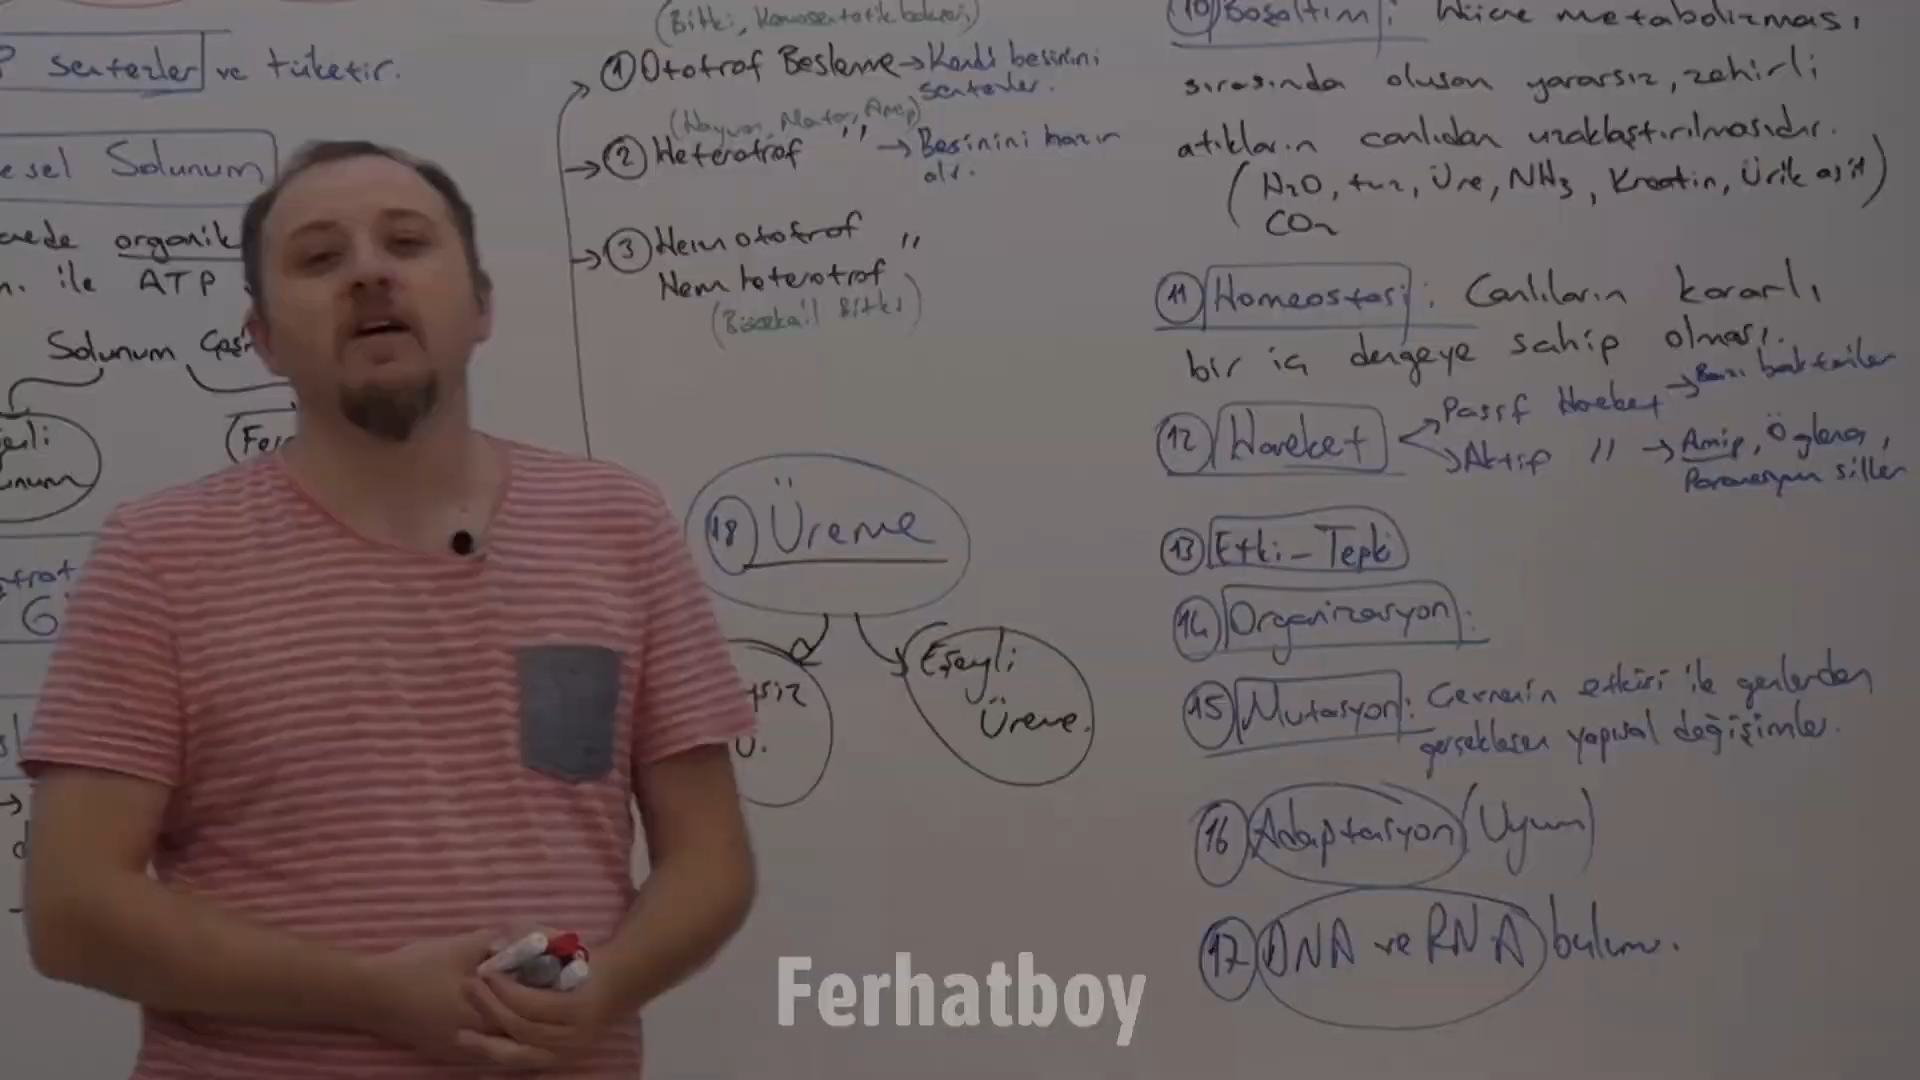 senterler ve tüketir.
esel Solunum
organik
ile ATP
Solunum
(Bitki, Kemosentetik bakteri)
① Ototrof Beslenme → Kendi besinini
sentezler.
(Hayvan, Mantar, Amip)
② Heterotrof " → Besinini hazır
alır.
③ Hem ototrof "
Hem heterotrof
(Böcekçil Bitki)
⑱ Üreme
Eşeyli
Üreme.
Ü.
⑩ Boşaltım: Hücre metabolizması
sırasında oluşan yararsız, zehirli
atıkların canlıdan uzaklaştırılmasıdır.
(H2O, tuz, Üre, NH3, Kreatin, Ürik asit)
CO2
⑪ Homeostasi: Canlıların kararlı
bir iç dengeye sahip olması.
⑫ Hareket
Pasif Hareket → Bazı bakteriler
Aktif " → Amip, Öglena,
Paramesyum siller
⑬ Etki-Tepki
⑭ Organizasyon.
⑮ Mutasyon: Çevrenin etkisi ile genlerden
gerçekleşen yapısal değişimler.
⑯ Adaptasyon (Uyum)
⑰ DNA ve RNA bulunur.
Ferhatboy